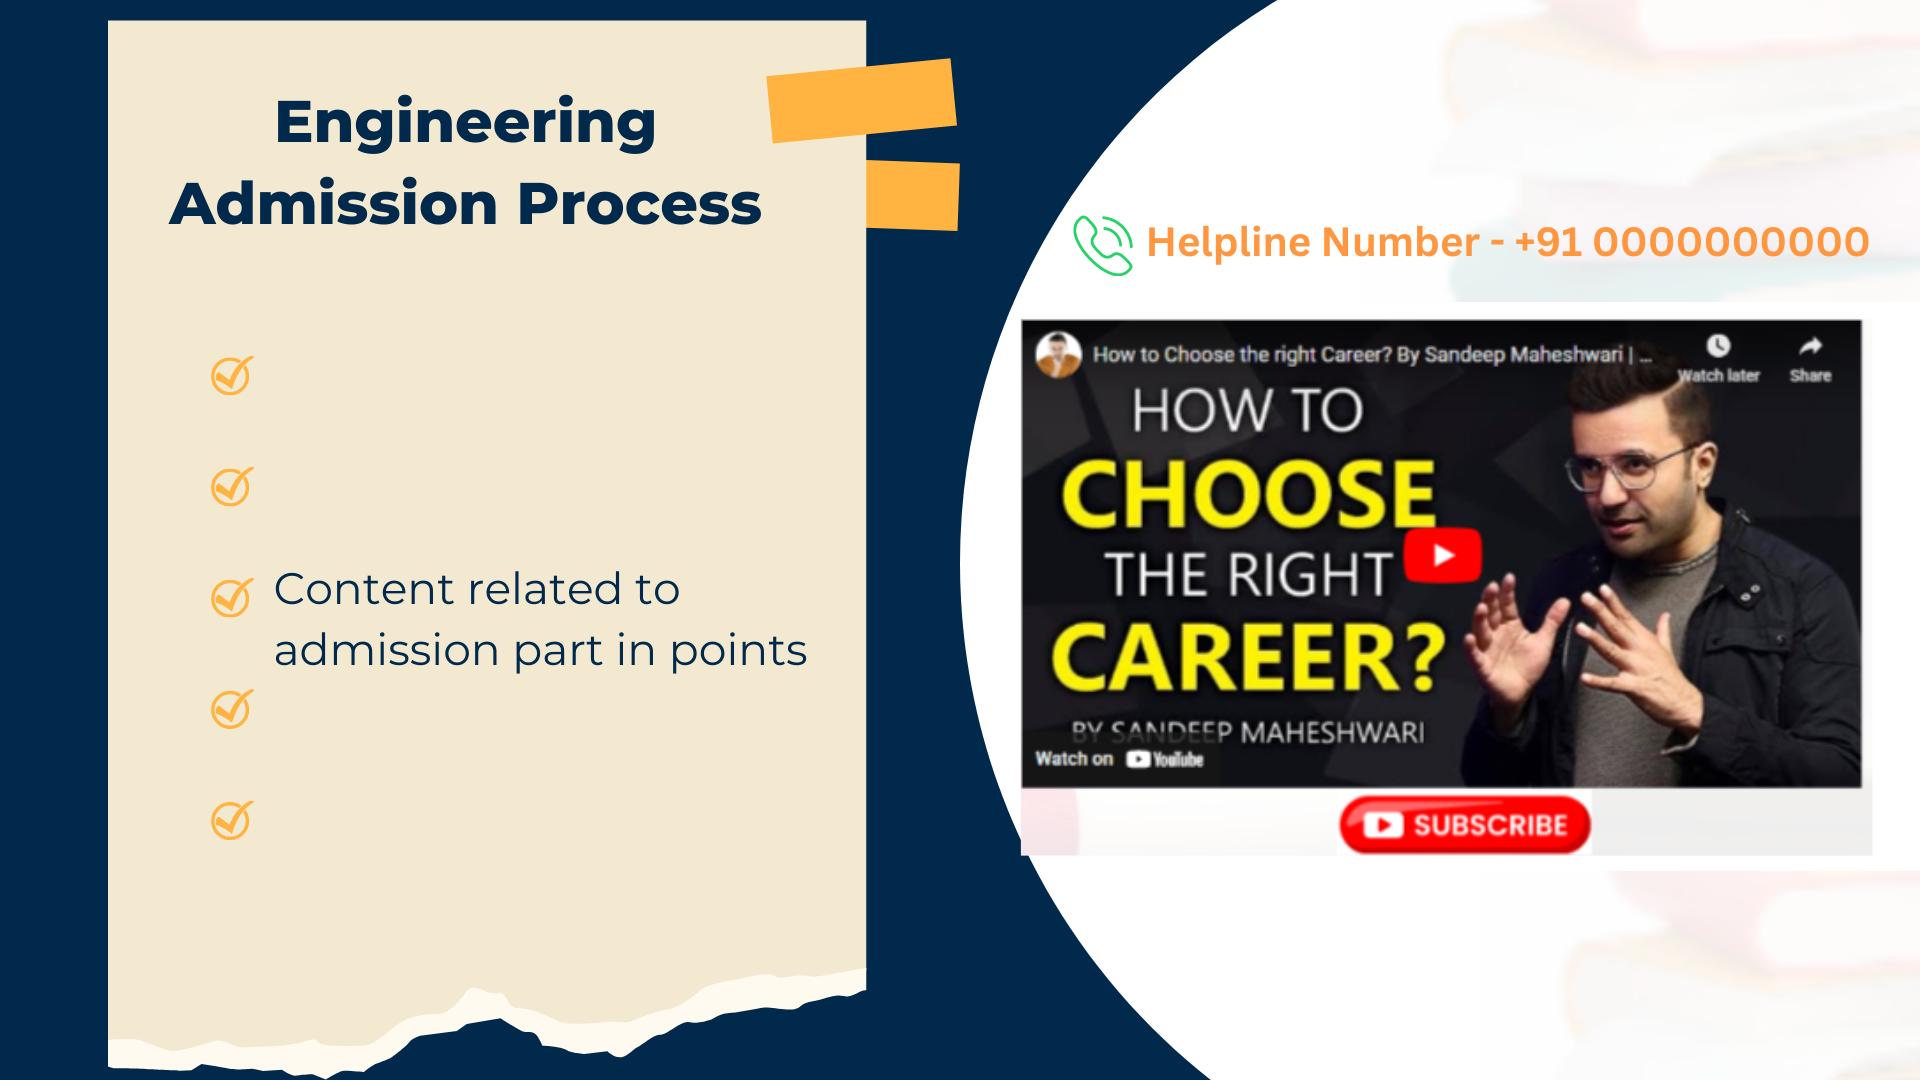 Engineering
Admission Process
Content related to
admission part in points
Helpline Number - +91 0000000000
How to Choose the right Career? By Sandeep Maheshwari | ...
Watch later
Share
HOW TO
CHOOSE
THE RIGHT
CAREER?
BY SANDEEP MAHESHWARI
Watch on YouTube
SUBSCRIBE